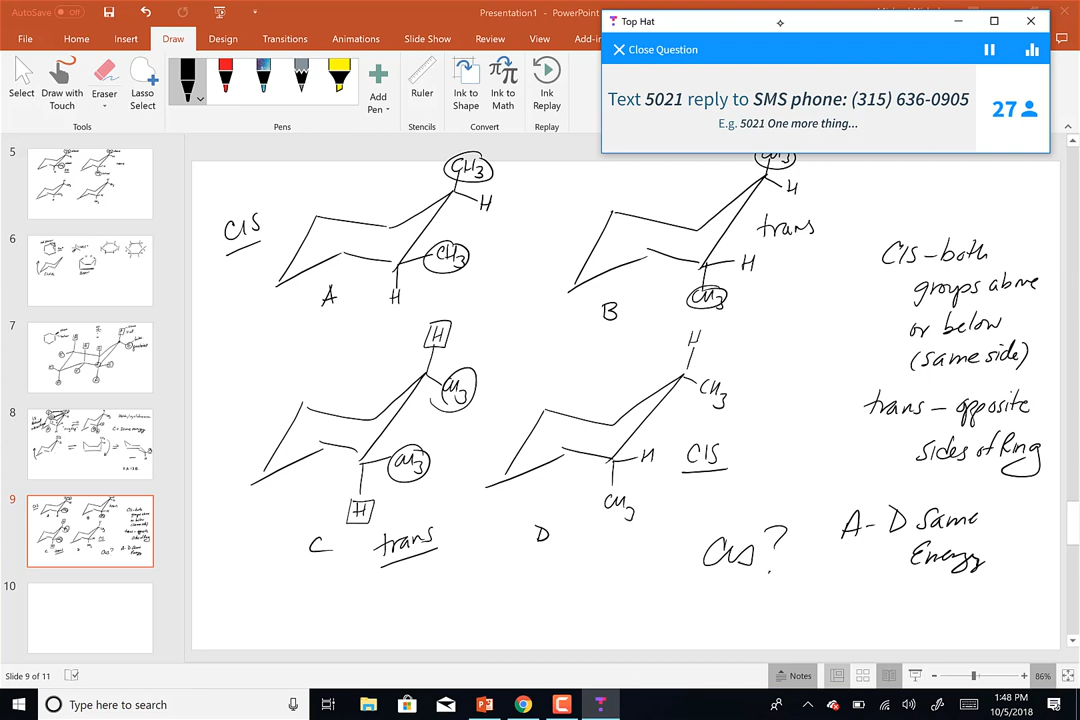 AutoSave Off
Presentation1 - PowerPoint
File Home Insert Draw Design Transitions Animations Slide Show Review View Add-in
Select
Draw with
Touch
Eraser
Lasso
Select
Add
Pen
Ruler
Ink to
Shape
Ink to
Math
Ink
Replay
Tools
Pens
Stencils
Convert
Replay
Top Hat
Close Question
Text 5021 reply to SMS phone: (315) 636-0905
E.g. 5021 One more thing...
27
5
6
7
8
9
10
CH3
H
CIS
CH3
H
A
CH3
H
trans
H
CH3
B
H
CH3
CH3
H
C
trans
H
CH3
H
CH3
CIS
D
CIS?
CIS - both
groups above
or below
(same side)
trans - opposite
sides of Ring
A - D Same
Energy
Slide 9 of 11
Notes
86%
Type here to search
1:48 PM
10/5/2018